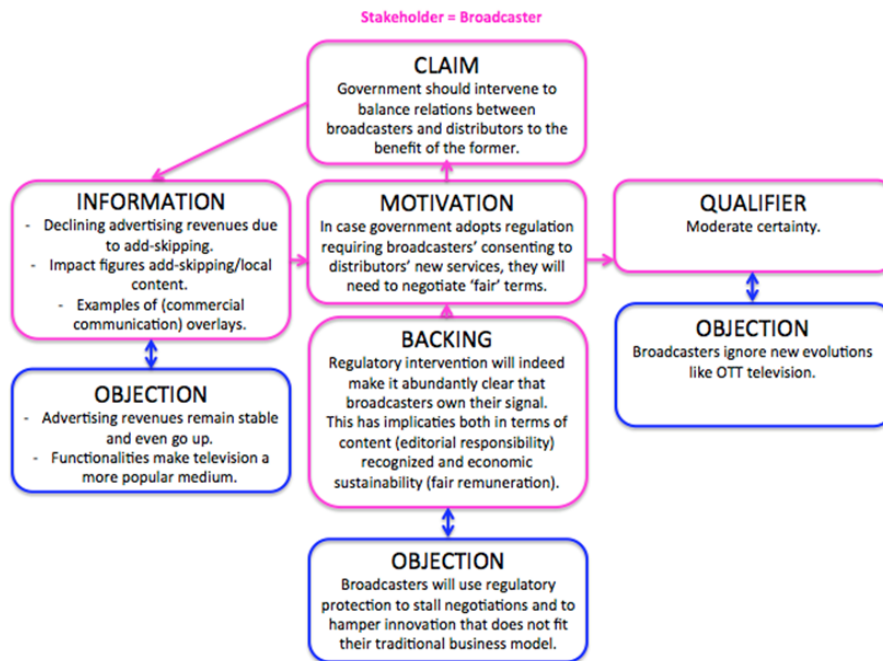 Stakeholder = Broadcaster
CLAIM
Government should intervene to
balance relations between
broadcasters and distributors to the
benefit of the former.
INFORMATION
- Declining advertising revenues due
to add-skipping.
- Impact figures add-skipping/local
content.
- Examples of (commercial
communication) overlays.
MOTIVATION
In case government adopts regulation
requiring broadcasters' consenting to
distributors' new services, they will
need to negotiate 'fair' terms.
QUALIFIER
Moderate certainty.
OBJECTION
- Advertising revenues remain stable
and even go up.
- Functionalities make television a
more popular medium.
BACKING
Regulatory intervention will indeed
make it abundantly clear that
broadcasters own their signal.
This has implicaties both in terms of
content (editorial responsibility)
recognized and economic
sustainability (fair remuneration).
OBJECTION
Broadcasters ignore new evolutions
like OTT television.
OBJECTION
Broadcasters will use regulatory
protection to stall negotiations and to
hamper innovation that does not fit
their traditional business model.